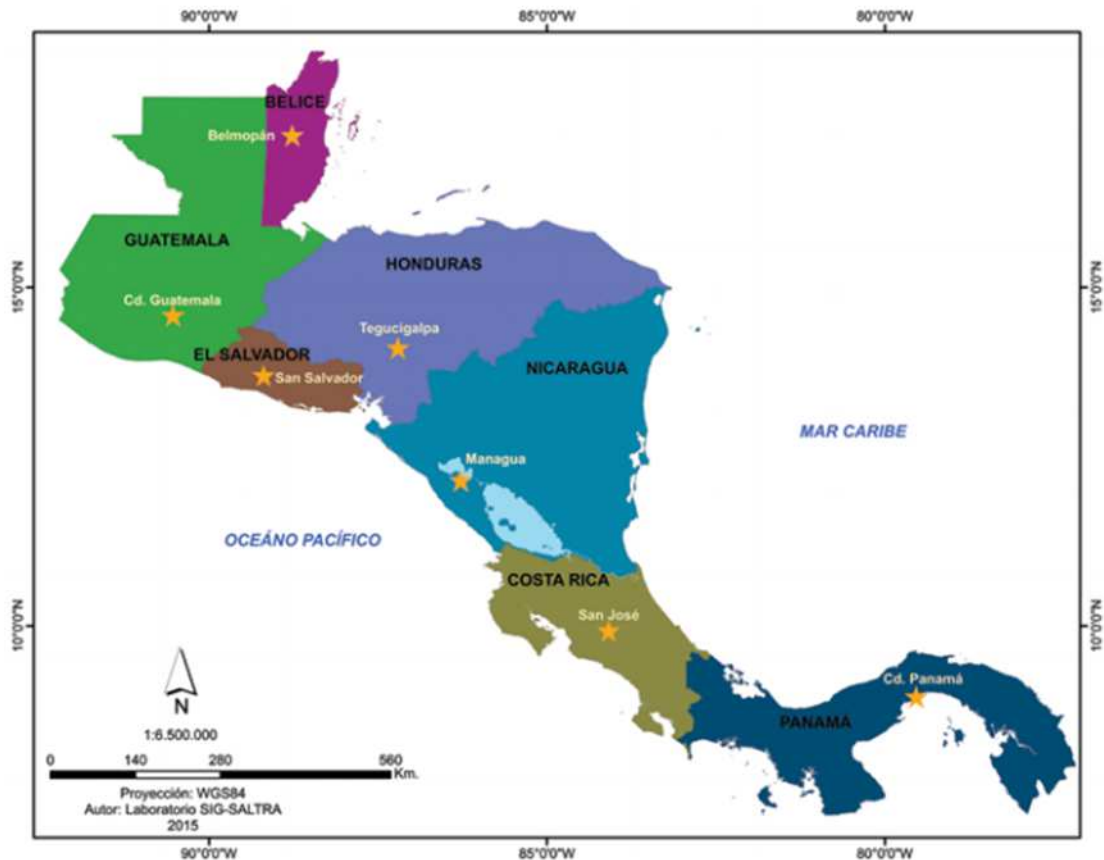 90°0'0"W
85°0'0"W
80°0'0"W
BELICE
Belmopán
GUATEMALA
HONDURAS
15°0'0"N
15°0'0"N
Cd. Guatemala
Tegucigalpa
EL SALVADOR
NICARAGUA
San Salvador
MAR CARIBE
Managua
OCEÁNO PACÍFICO
COSTA RICA
San José
10°0'0"N
10°0'0"N
Cd. Panamá
N
PANAMÁ
1:6.500.000
0 140 280 560
Km.
Proyección: WGS84
Autor: Laboratorio SIG-SALTRA
2015
90°0'0"W
85°0'0"W
80°0'0"W